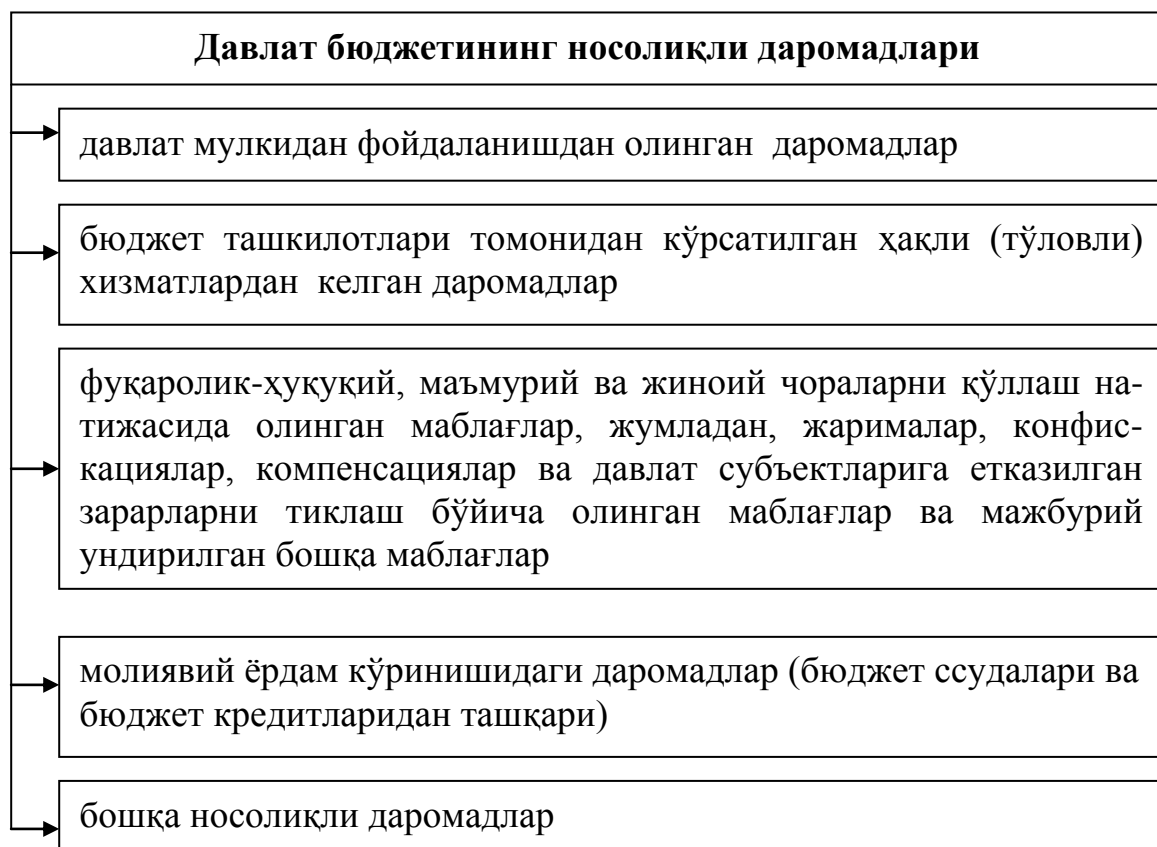 Давлат бюджетининг носолиқли даромадлари
давлат мулкидан фойдаланишдан олинган даромадлар
бюджет ташкилотлари томонидан кўрсатилган ҳақли (тўловли)
хизматлардан келган даромадлар
фуқаролик-ҳуқуқий, маъмурий ва жиноий чораларни қўллаш на-
тижасида олинган маблағлар, жумладан, жарималар, конфис-
кациялар, компенсациялар ва давлат субъектларига етказилган
зарарларни тиклаш бўйича олинган маблағлар ва мажбурий
ундирилган бошқа маблағлар
молиявий ёрдам кўринишидаги даромадлар (бюджет ссудалари ва
бюджет кредитларидан ташқари)
бошқа носолиқли даромадлар